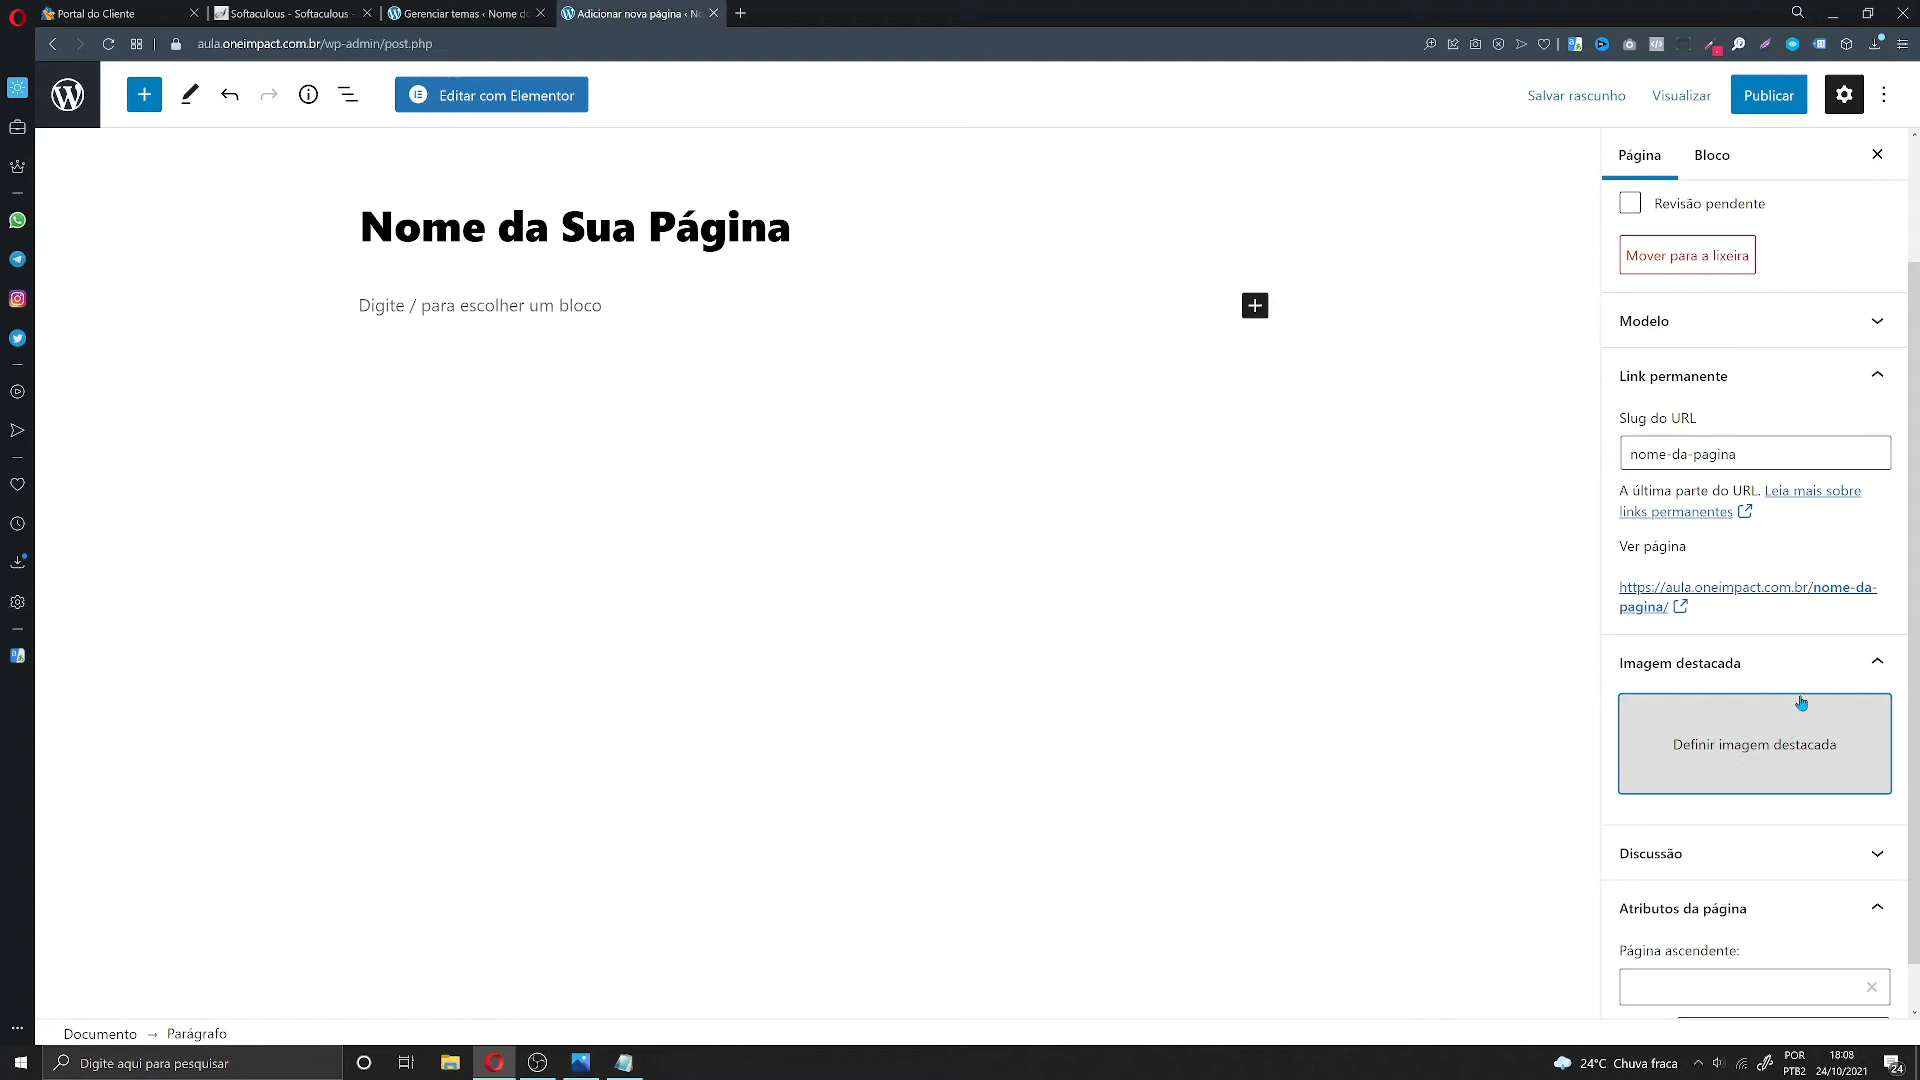 Portal do Cliente
Softaculous - Softaculous
Gerenciar temas ‹ Nome d
Adicionar nova página ‹ N
aula.oneimpact.com.br/wp-admin/post.php
Editar com Elementor
Salvar rascunho
Visualizar
Publicar
Página
Bloco
Revisão pendente
Nome da Sua Página
Mover para a lixeira
Digite / para escolher um bloco
Modelo
Link permanente
Slug do URL
nome-da-pagina
A última parte do URL. Leia mais sobre
links permanentes
Ver página
https://aula.oneimpact.com.br/nome-da-
pagina/
Imagem destacada
Definir imagem destacada
Discussão
Atributos da página
Página ascendente:
Documento → Parágrafo
Digite aqui para pesquisar
24°C Chuva fraca
POR
PTB2
18:08
24/10/2021
24